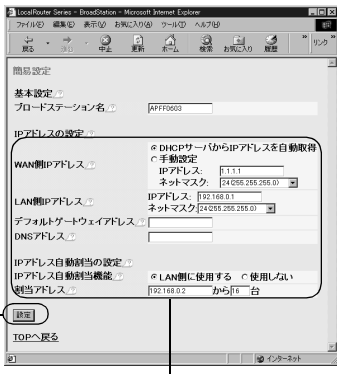 LocalRouter Series - BroadStation - Microsoft Internet Explorer
ファイル(F) 編集(E) 表示(V) お気に入り(A) ツール(T) ヘルプ(H)
戻る 中止 更新 ホーム 検索 お気に入り 履歴 » リンク »
簡易設定
基本設定
ブロードステーション名 APFF0603
IPアドレスの設定
WAN側IPアドレス
DHCPサーバからIPアドレスを自動取得
手動設定
IPアドレス: 1.1.1.1
ネットマスク: 24(255.255.255.0)
LAN側IPアドレス
IPアドレス: 192.168.0.1
ネットマスク: 24(255.255.255.0)
デフォルトゲートウェイアドレス
DNSアドレス
IPアドレス自動割当の設定
IPアドレス自動割当機能 LAN側に使用する 使用しない
割当アドレス 192.168.0.2 から 16 台
設定
TOPへ戻る
インターネット